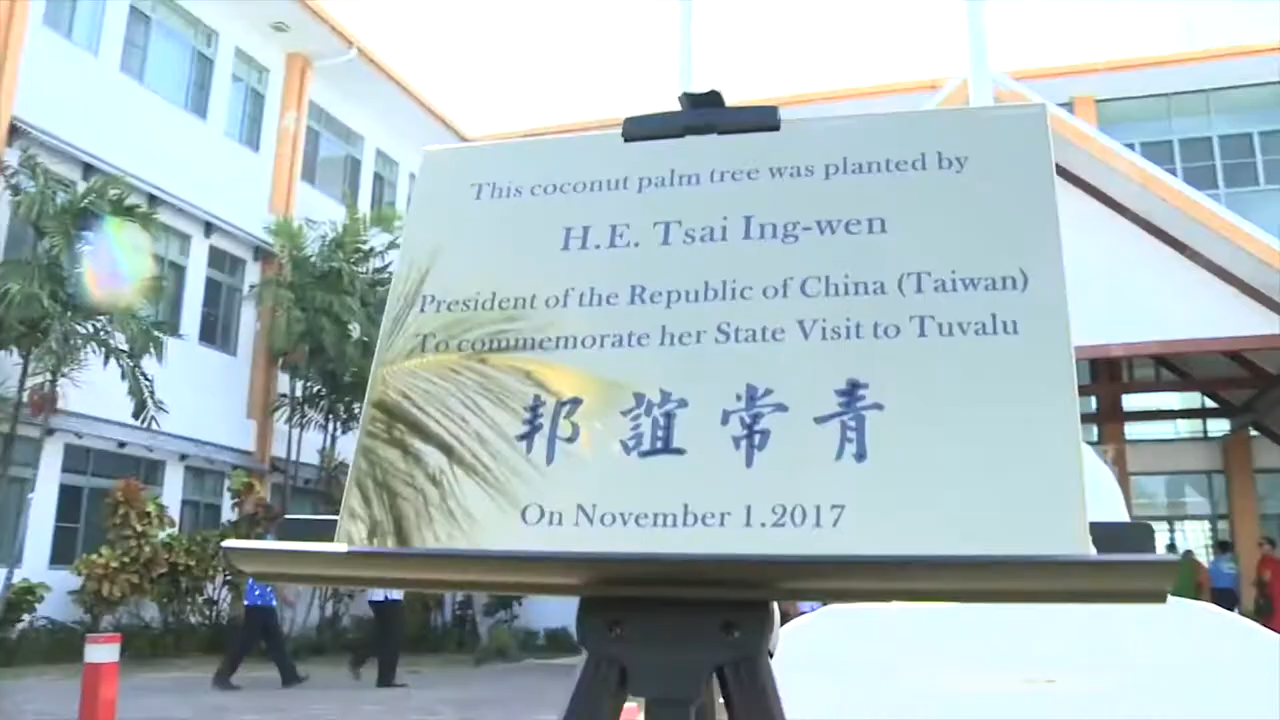 This coconut palm tree was planted by
H.E. Tsai Ing-wen
President of the Republic of China (Taiwan)
To commemorate her State Visit to Tuvalu
邦誼常青
On November 1.2017